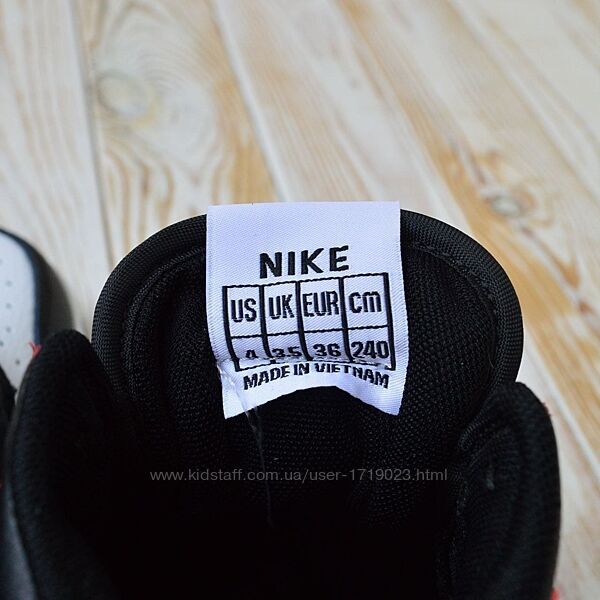 NIKE
US UK EUR cm
4 3.5 36 240
MADE IN VIETNAM
www.kidstaff.com.ua/user-1719023.html